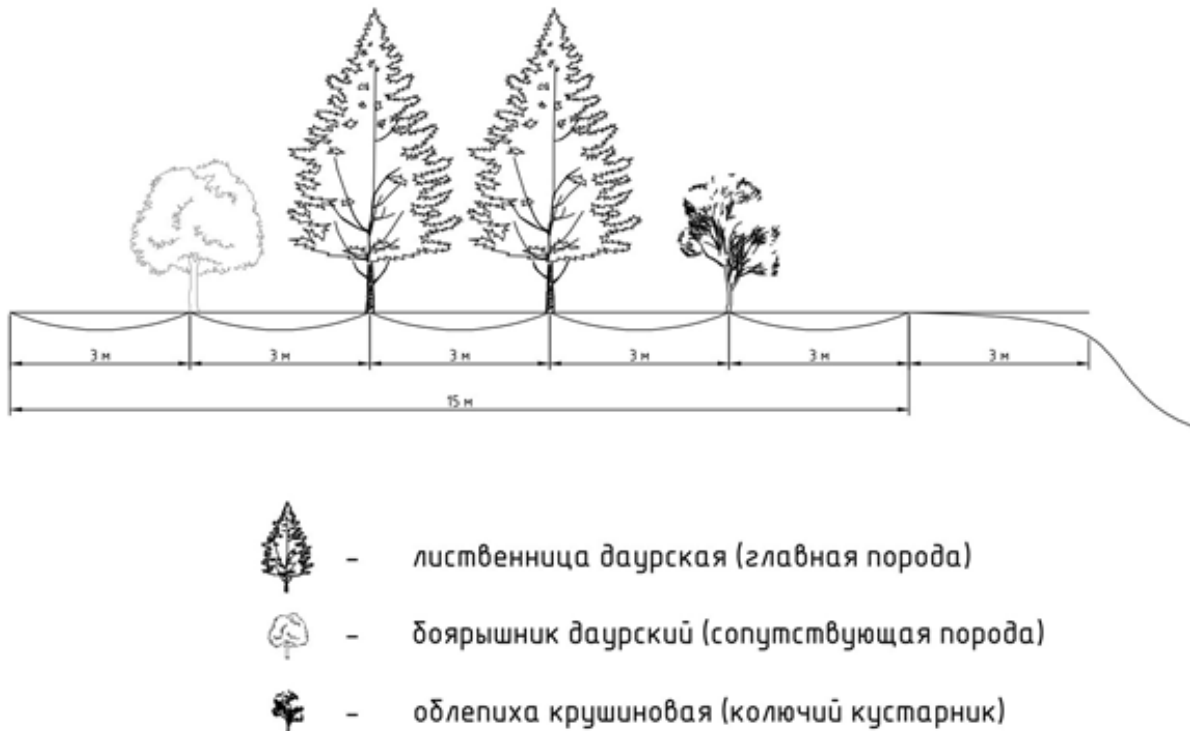 3 м 3 м 3 м 3 м 3 м 3 м
15 м
- лиственница даурская (главная порода)
- боярышник даурский (сопутствующая порода)
- облепиха крушиновая (колючий кустарник)